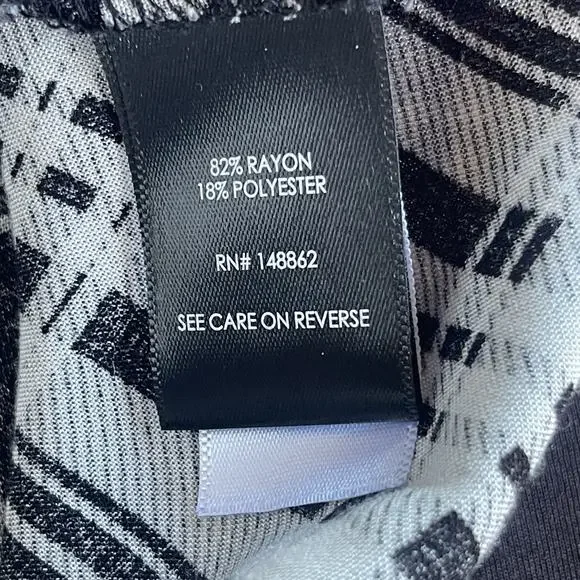 82% RAYON
18% POLYESTER
RN# 148862
SEE CARE ON REVERSE